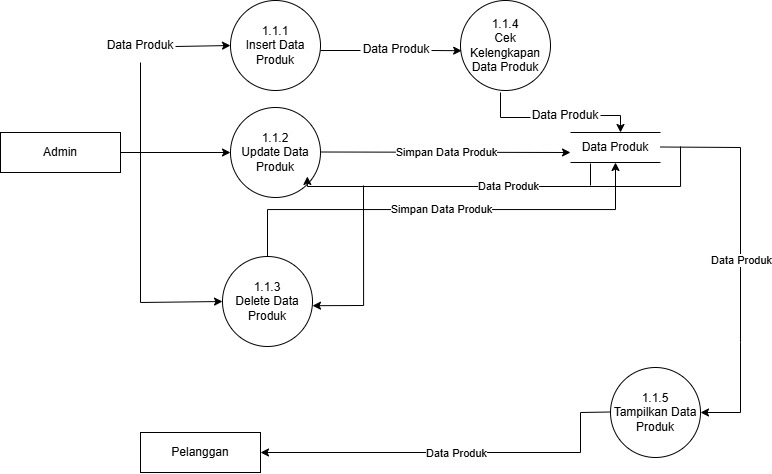 1.1.1
Insert Data
Produk
1.1.4
Cek
Kelengkapan
Data Produk
Data Produk
Data Produk
Data Produk
Admin
1.1.2
Update Data
Produk
Simpan Data Produk
Data Produk
Data Produk
Simpan Data Produk
Data Produk
1.1.3
Delete Data
Produk
1.1.5
Tampilkan Data
Produk
Pelanggan
Data Produk